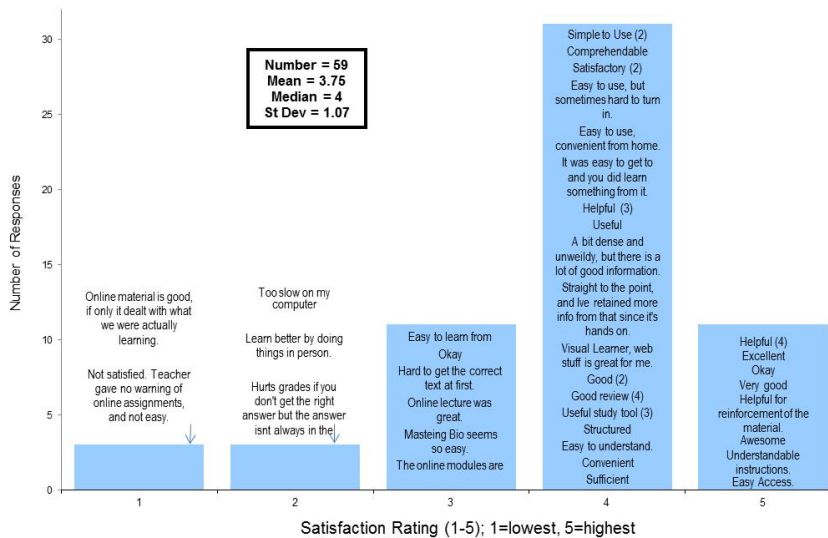 Number of Responses
30
25
20
15
10
5
0
Number = 59
Mean = 3.75
Median = 4
St Dev = 1.07
Online material is good,
if only it dealt with what
we were actually
learning.
Not satisfied. Teacher
gave no warning of
online assignments,
and not easy.
Too slow on my
computer
Learn better by doing
things in person.
Hurts grades if you
don't get the right
answer but the answer
isnt always in the
Easy to learn from
Okay
Hard to get the correct
text at first.
Online lecture was
great.
Masteing Bio seems
so easy.
The online modules are
Simple to Use (2)
Comprehendable
Satisfactory (2)
Easy to use, but
sometimes hard to turn
in.
Easy to use,
convenient from home.
It was easy to get to
and you did learn
something from it.
Helpful (3)
Useful
A bit dense and
unweildy, but there is a
lot of good information.
Straight to the point,
and Ive retained more
info from that since it's
hands on.
Visual Learner, web
stuff is great for me.
Good (2)
Good review (4)
Useful study tool (3)
Structured
Easy to understand.
Convenient
Sufficient
Helpful (4)
Excellent
Okay
Very good
Helpful for
reinforcement of the
material.
Awesome
Understandable
instructions.
Easy Access.
1
2
3
4
5
Satisfaction Rating (1-5); 1=lowest, 5=highest